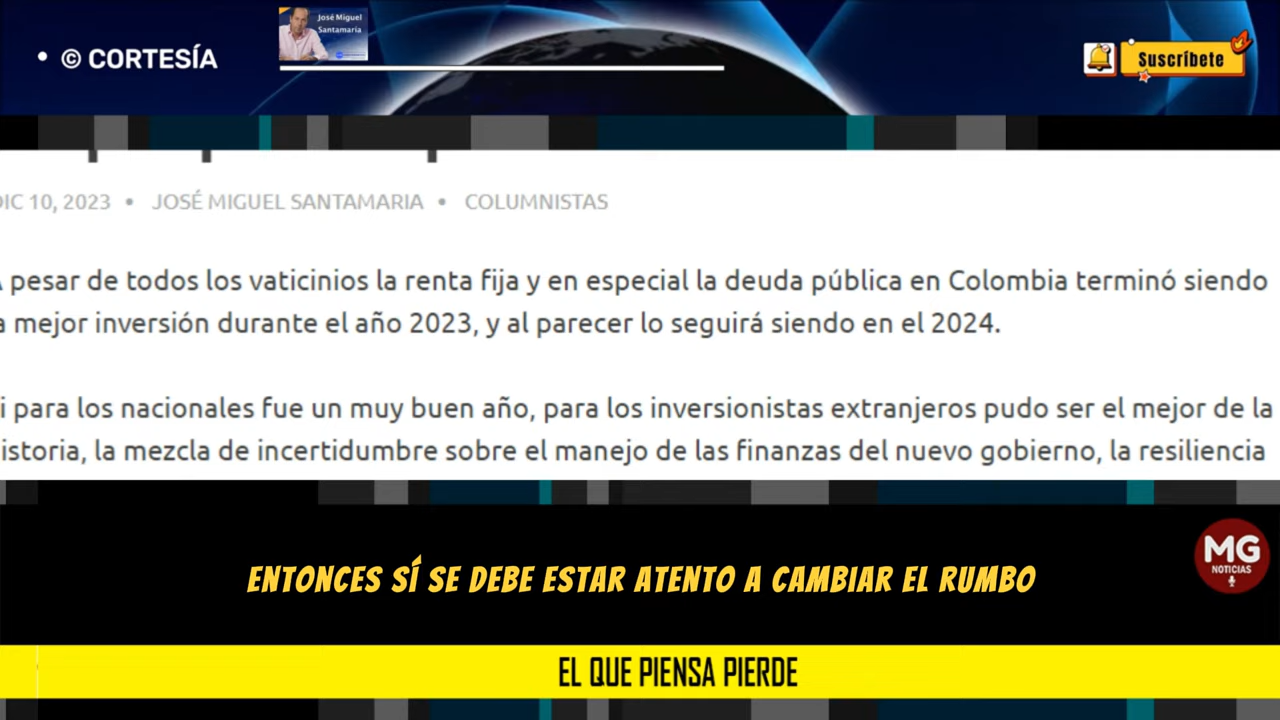 José Miguel
Santamaría
• © CORTESÍA
Suscríbete
DIC 10, 2023 • JOSÉ MIGUEL SANTAMARIA • COLUMNISTAS
A pesar de todos los vaticinios la renta fija y en especial la deuda pública en Colombia terminó siendo
a mejor inversión durante el año 2023, y al parecer lo seguirá siendo en el 2024.
i para los nacionales fue un muy buen año, para los inversionistas extranjeros pudo ser el mejor de la
istoria, la mezcla de incertidumbre sobre el manejo de las finanzas del nuevo gobierno, la resiliencia
MG
NOTICIAS
ENTONCES SÍ SE DEBE ESTAR ATENTO A CAMBIAR EL RUMBO
EL QUE PIENSA PIERDE